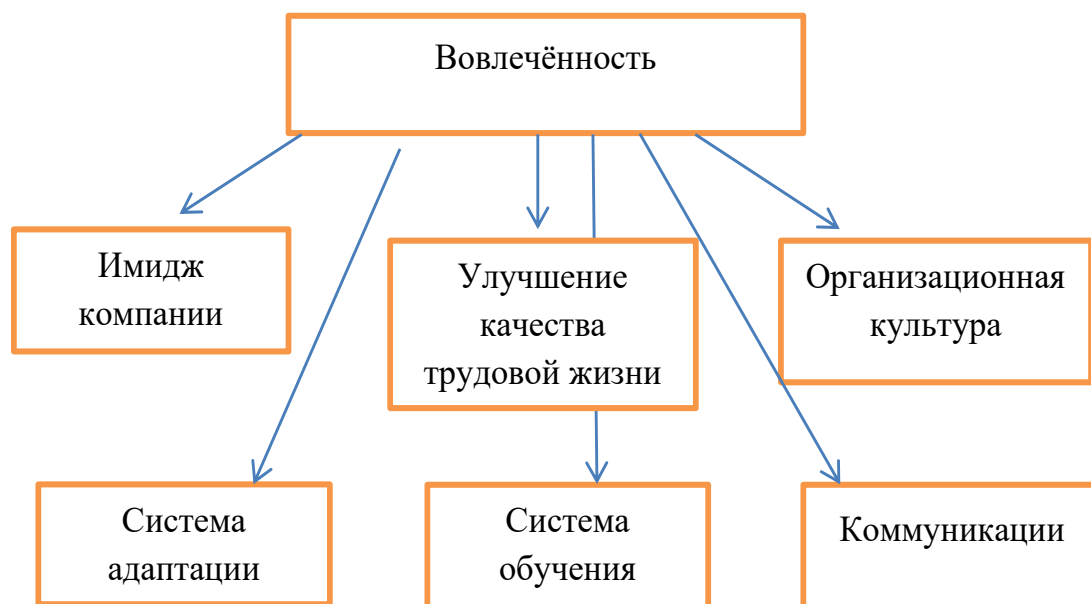 Вовлечённость
Имидж
компании
Улучшение
качества
трудовой жизни
Организационная
культура
Система
адаптации
Система
обучения
Коммуникации